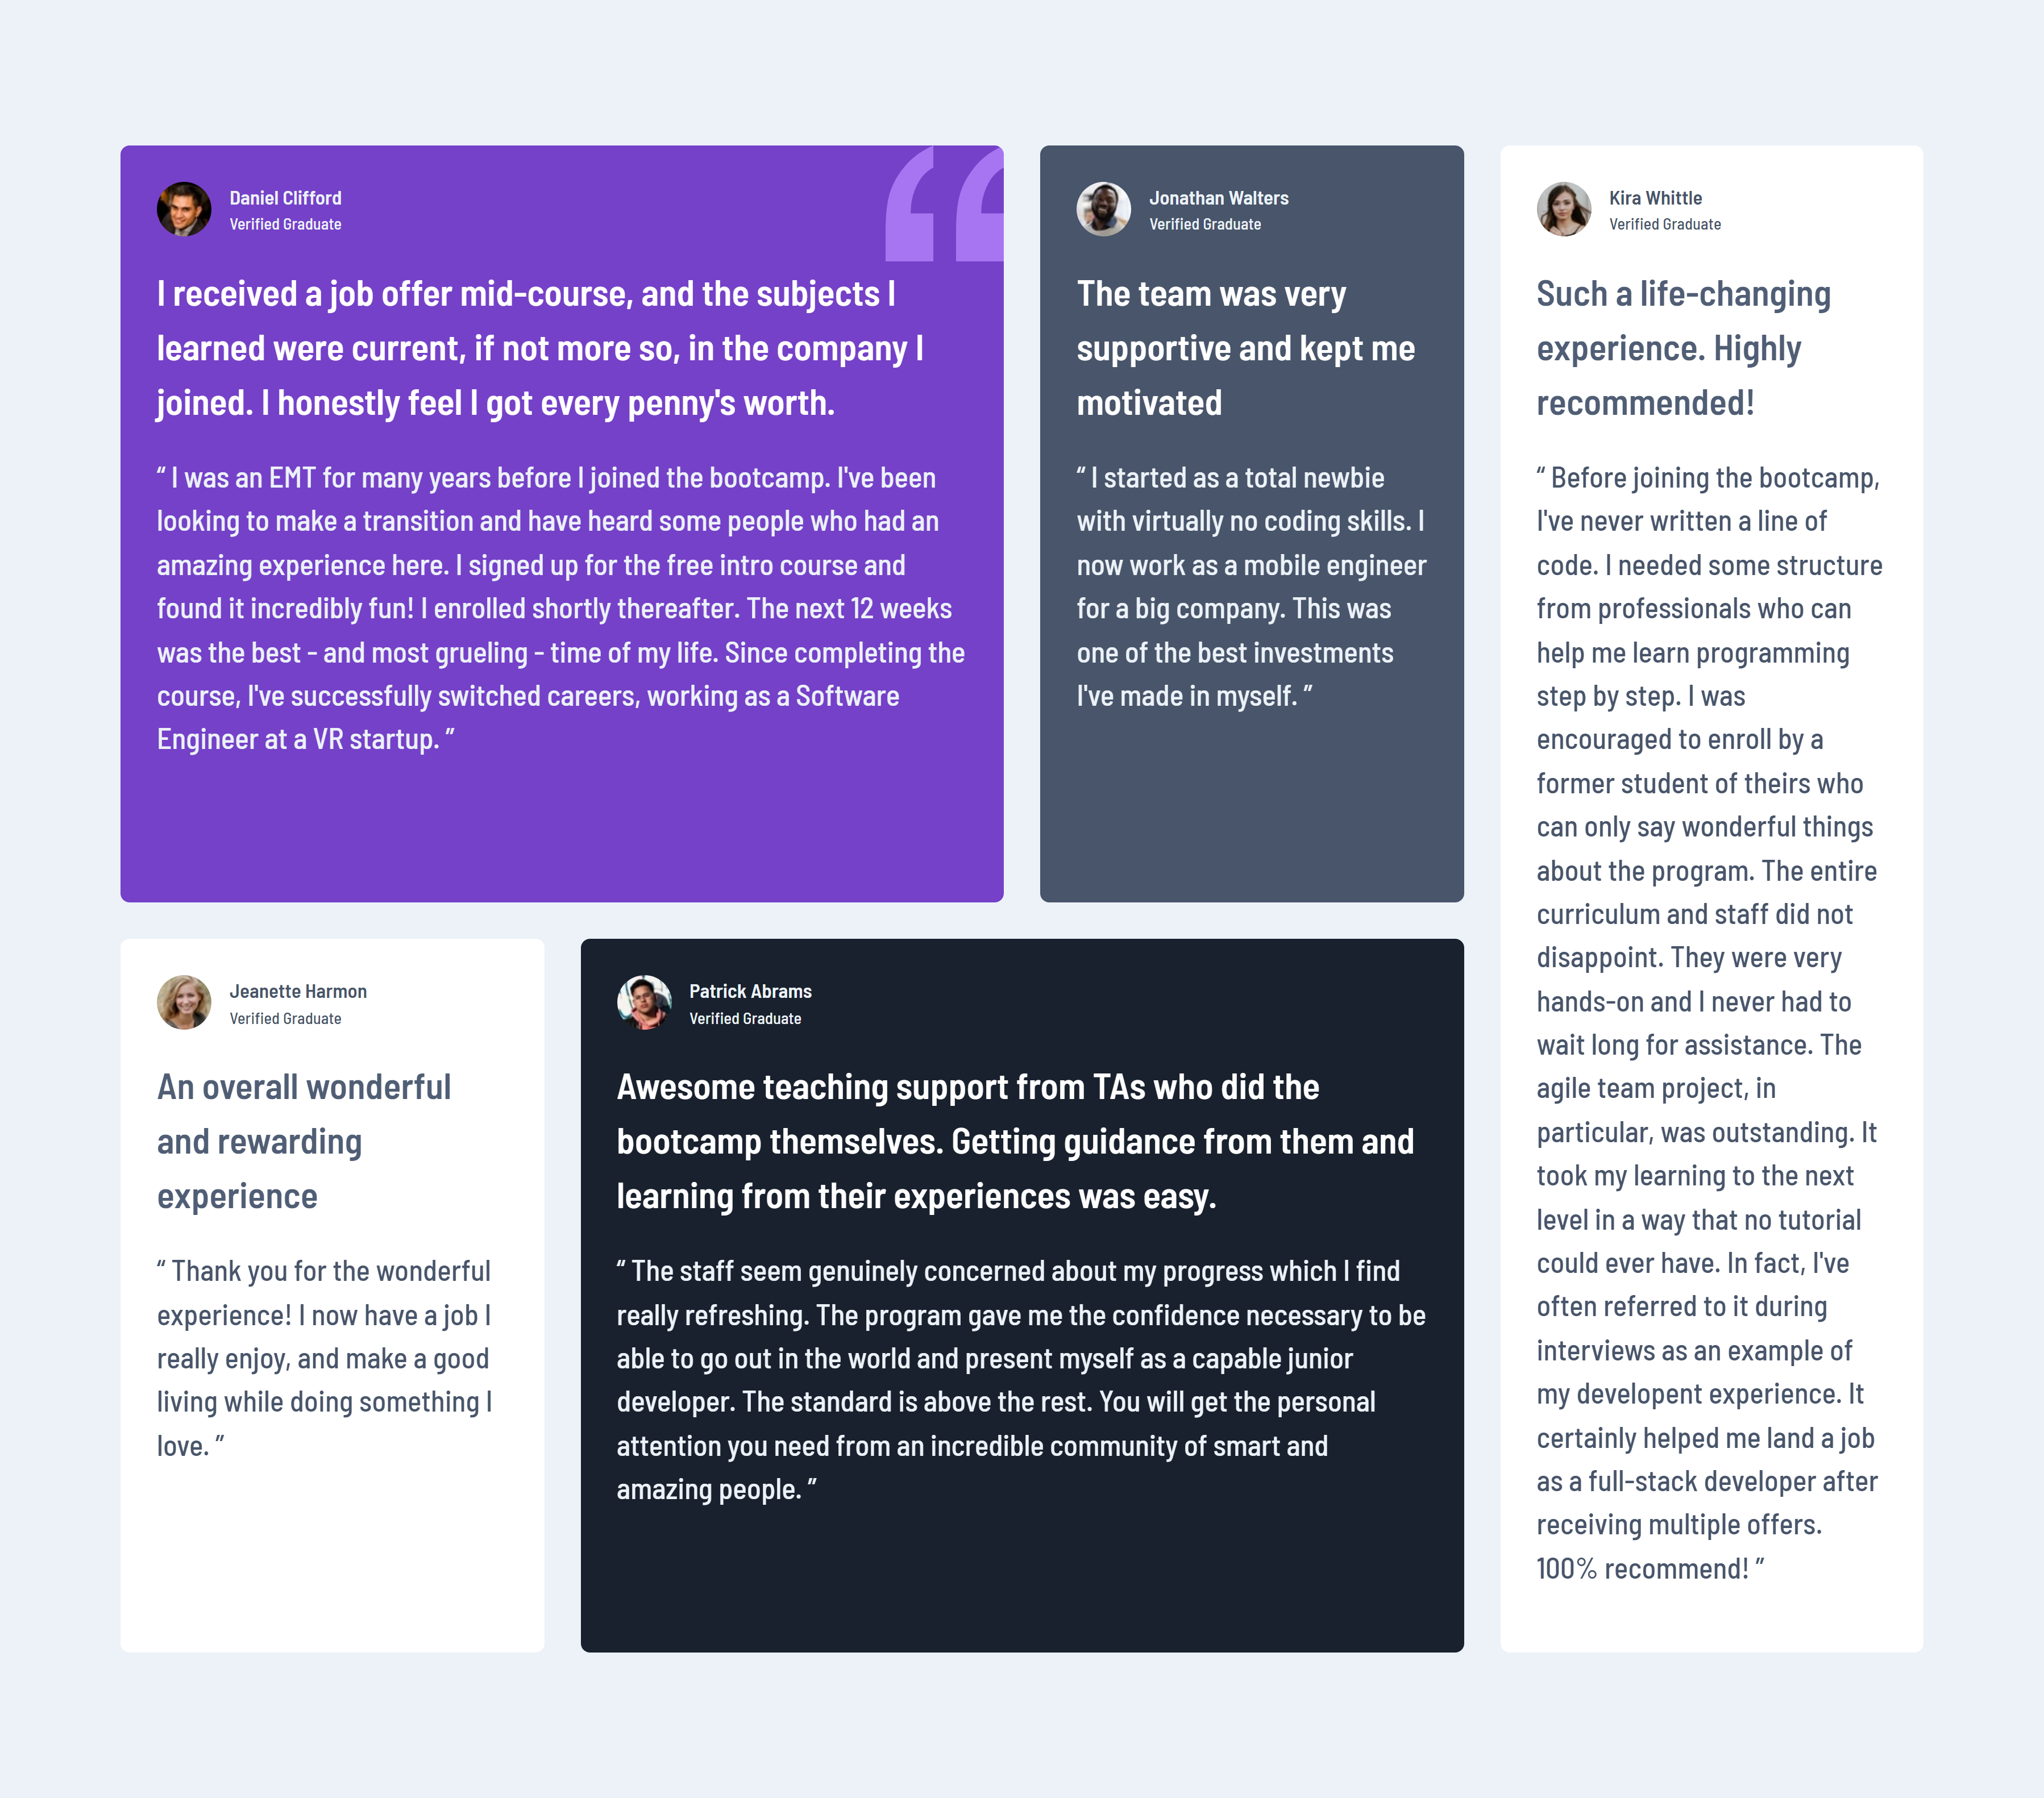 Daniel Clifford
Verified Graduate
I received a job offer mid-course, and the subjects I
learned were current, if not more so, in the company I
joined. I honestly feel I got every penny's worth.
“ I was an EMT for many years before I joined the bootcamp. I've been
looking to make a transition and have heard some people who had an
amazing experience here. I signed up for the free intro course and
found it incredibly fun! I enrolled shortly thereafter. The next 12 weeks
was the best - and most grueling - time of my life. Since completing the
course, I've successfully switched careers, working as a Software
Engineer at a VR startup. ”
Jonathan Walters
Verified Graduate
The team was very
supportive and kept me
motivated
“ I started as a total newbie
with virtually no coding skills. I
now work as a mobile engineer
for a big company. This was
one of the best investments
I've made in myself. ”
Kira Whittle
Verified Graduate
Such a life-changing
experience. Highly
recommended!
“ Before joining the bootcamp,
I've never written a line of
code. I needed some structure
from professionals who can
help me learn programming
step by step. I was
encouraged to enroll by a
former student of theirs who
can only say wonderful things
about the program. The entire
curriculum and staff did not
disappoint. They were very
hands-on and I never had to
wait long for assistance. The
agile team project, in
particular, was outstanding. It
took my learning to the next
level in a way that no tutorial
could ever have. In fact, I've
often referred to it during
interviews as an example of
my developent experience. It
certainly helped me land a job
as a full-stack developer after
receiving multiple offers.
100% recommend! ”
Jeanette Harmon
Verified Graduate
An overall wonderful
and rewarding
experience
“ Thank you for the wonderful
experience! I now have a job I
really enjoy, and make a good
living while doing something I
love. ”
Patrick Abrams
Verified Graduate
Awesome teaching support from TAs who did the
bootcamp themselves. Getting guidance from them and
learning from their experiences was easy.
“ The staff seem genuinely concerned about my progress which I find
really refreshing. The program gave me the confidence necessary to be
able to go out in the world and present myself as a capable junior
developer. The standard is above the rest. You will get the personal
attention you need from an incredible community of smart and
amazing people. ”